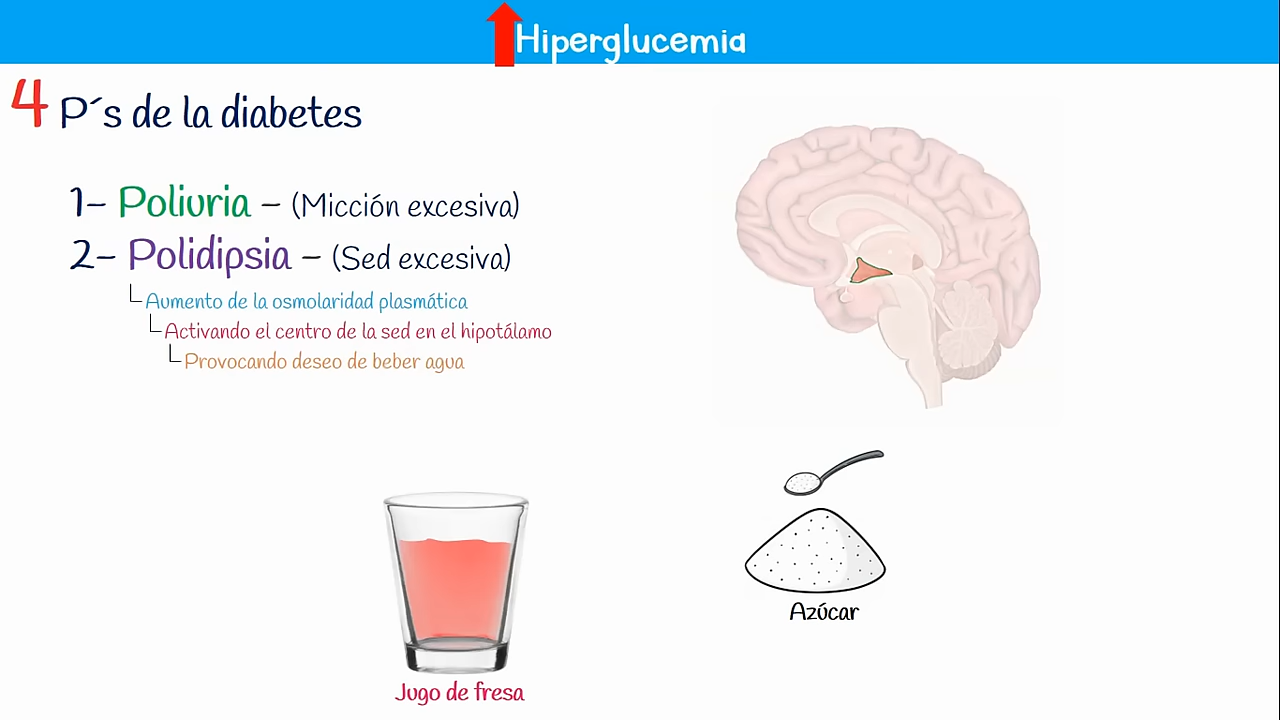 Hiperglucemia
4 P´s de la diabetes
1- Poliuria - (Micción excesiva)
2- Polidipsia - (Sed excesiva)
Aumento de la osmolaridad plasmática
Activando el centro de la sed en el hipotálamo
Provocando deseo de beber agua
Azúcar
Jugo de fresa